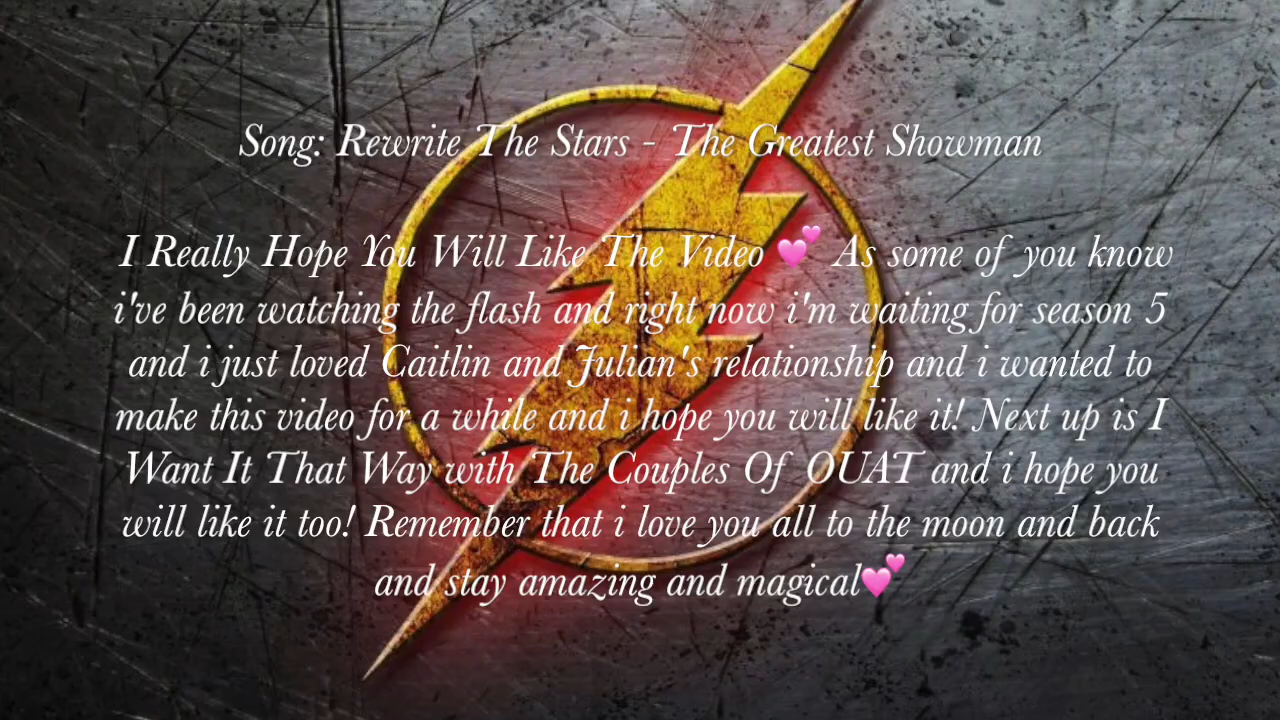 Song: Rewrite The Stars - The Greatest Showman
I Really Hope You Will Like The Video 💕 As some of you know
i've been watching the flash and right now i'm waiting for season 5
and i just loved Caitlin and Julian's relationship and i wanted to
make this video for a while and i hope you will like it! Next up is I
Want It That Way with The Couples Of OUAT and i hope you
will like it too! Remember that i love you all to the moon and back
and stay amazing and magical💕